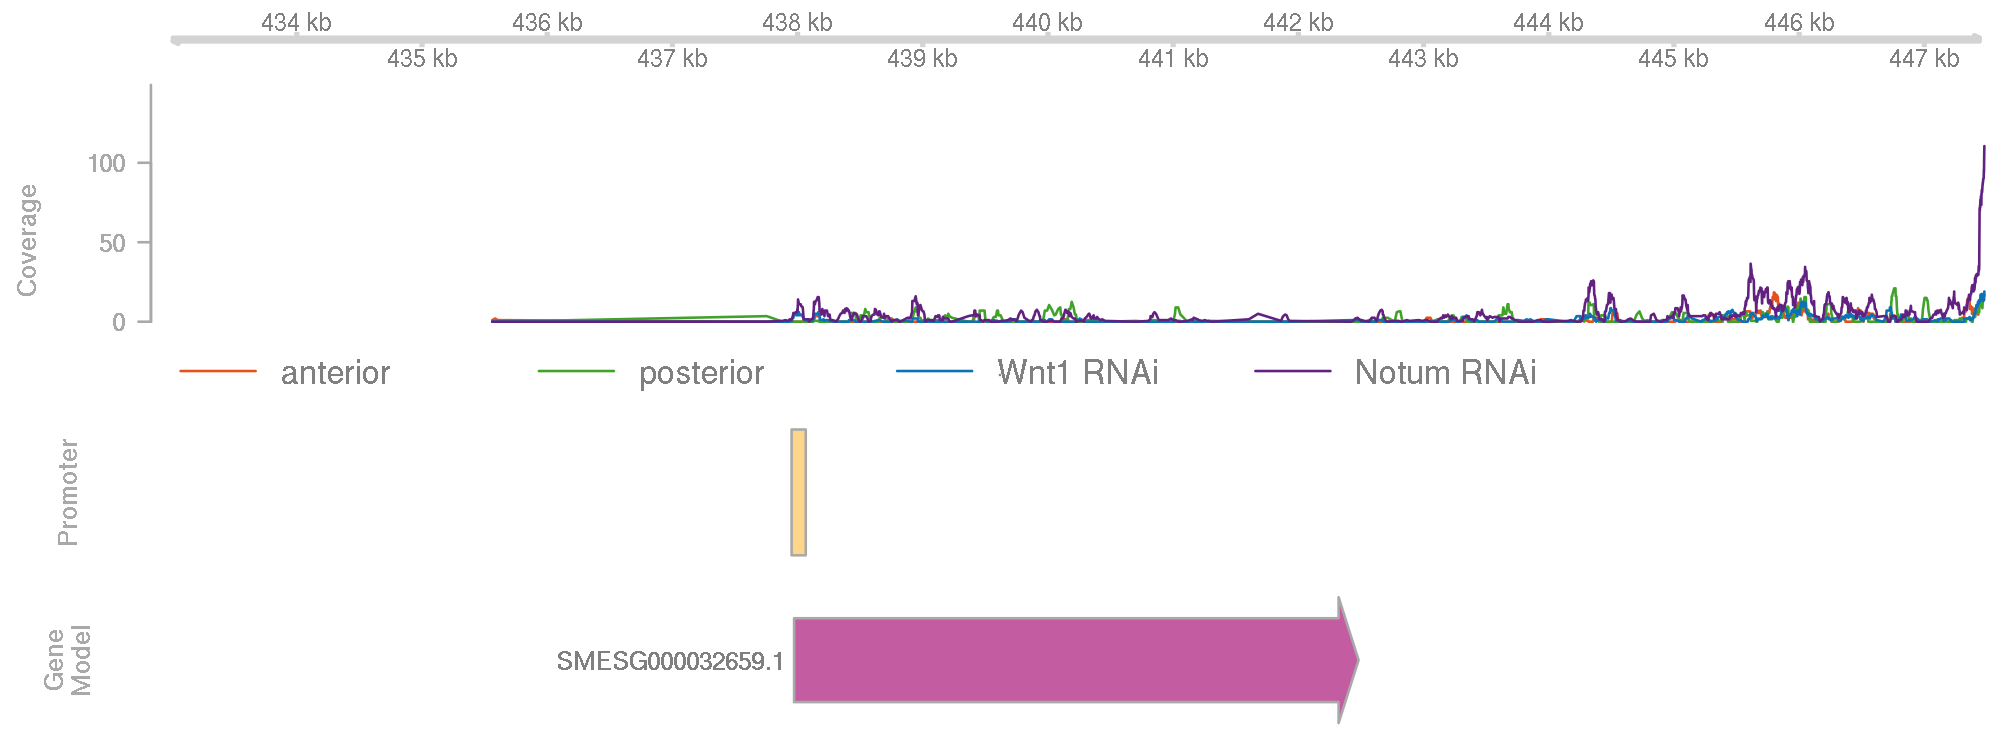 434 kb 436 kb 438 kb 440 kb 442 kb 444 kb 446 kb
435 kb 437 kb 439 kb 441 kb 443 kb 445 kb 447 kb
Coverage
100
50
0
anterior posterior Wnt1 RNAi Notum RNAi
Promoter
Gene
Model
SMESG000032659.1